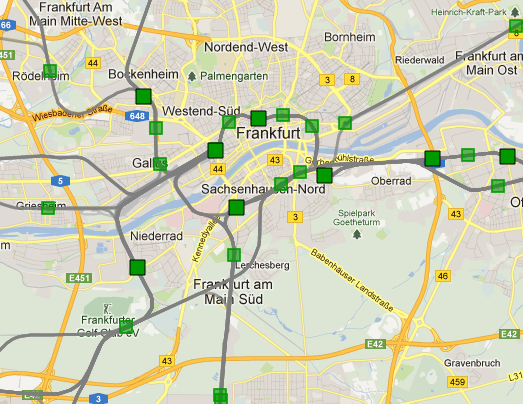 Frankfurt Am
Main Mitte-West
Heinrich-Kraft-Park
66
Bornheim
Nordend-West
Riederwald
Frankfurt am
Main Ost
Rödelheim
44
Bockenheim
Palmengarten
3
8
Wiesbadener Straße
648
Westend-Süd
Frankfurt
Gallus
44
43
5
Sachsenhausen-Nord
Oberrad
Griesheim
3
43
Spielpark
Goetheturm
Niederrad
Kennedyallee
E451
Lerchesberg
Babenhäuser Landstraße
46
E451
Frankfurt am
Main Süd
Frankfurter
Golf Club eV
E42
E42
43
Gravenbruch
3
459
L31